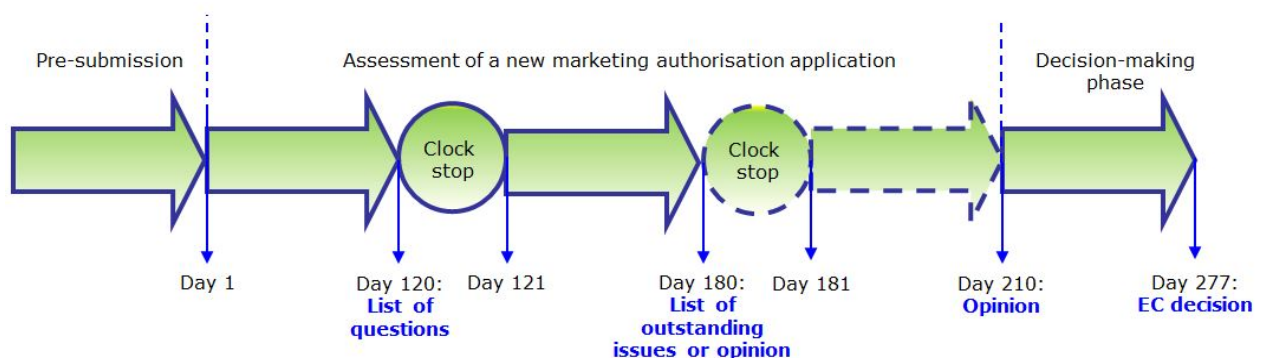 Pre-submission
Assessment of a new marketing authorisation application
Decision-making
phase
Clock
stop
Clock
stop
Day 1
Day 120:
List of
questions
Day 121
Day 180:
List of
outstanding
issues or opinion
Day 181
Day 210:
Opinion
Day 277:
EC decision